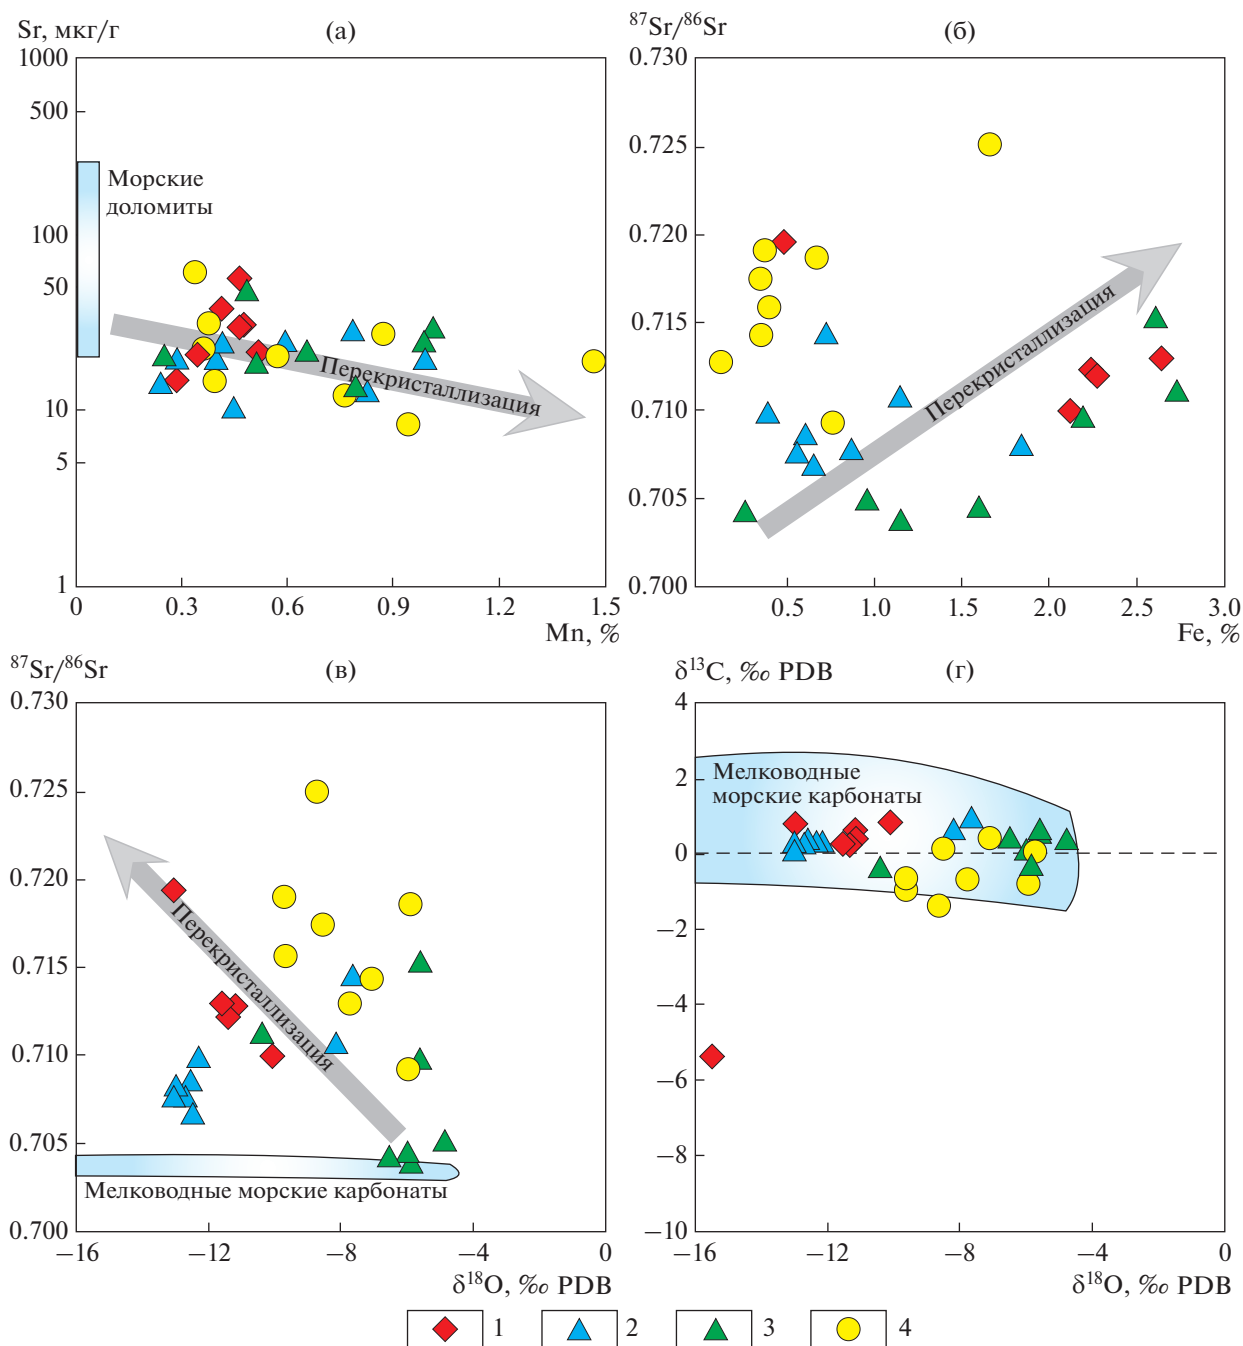 Sr, мкг/г
(а)
1000
500
100
50
10
5
1
Морские
доломиты
Перекристаллизация
0
0.3
0.6
0.9
1.2
1.5
Mn, %
⁸⁷Sr/⁸⁶Sr
(б)
0.730
0.725
0.720
0.715
0.710
0.705
0.700
Перекристаллизация
0.5
1.0
1.5
2.0
2.5
3.0
Fe, %
⁸⁷Sr/⁸⁶Sr
(в)
0.730
0.725
0.720
0.715
0.710
0.705
0.700
Перекристаллизация
Мелководные морские карбонаты
−16
−12
−8
−4
0
δ¹⁸O, ‰ PDB
δ¹³C, ‰ PDB
(г)
4
2
0
−2
−4
−6
−8
−10
Мелководные
морские карбонаты
−16
−12
−8
−4
0
δ¹⁸O, ‰ PDB
1
2
3
4